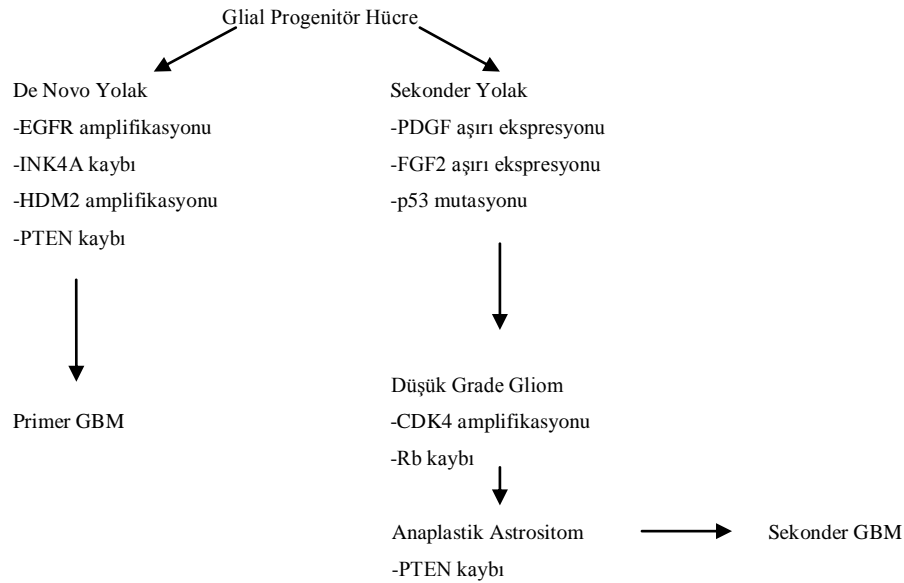 Glial Progenitör Hücre
De Novo Yolak
-EGFR amplifikasyonu
-INK4A kaybı
-HDM2 amplifikasyonu
-PTEN kaybı
Primer GBM
Sekonder Yolak
-PDGF aşırı ekspresyonu
-FGF2 aşırı ekspresyonu
-p53 mutasyonu
Düşük Grade Gliom
-CDK4 amplifikasyonu
-Rb kaybı
Anaplastik Astrositom
-PTEN kaybı
Sekonder GBM